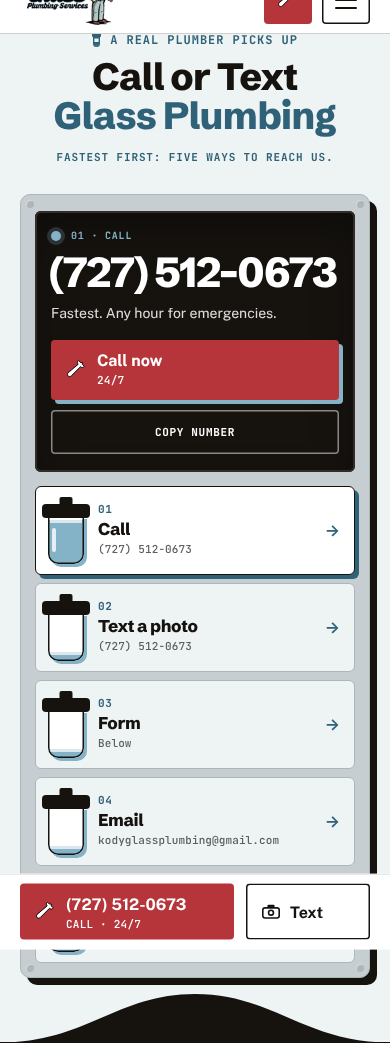 Plumbing Services
A REAL PLUMBER PICKS UP
Call or Text
Glass Plumbing
FASTEST FIRST: FIVE WAYS TO REACH US.
01 · CALL
(727) 512-0673
Fastest. Any hour for emergencies.
Call now
24/7
COPY NUMBER
01
Call
(727) 512-0673
02
Text a photo
(727) 512-0673
03
Form
Below
04
Email
kodyglassplumbing@gmail.com
(727) 512-0673
CALL · 24/7
Text